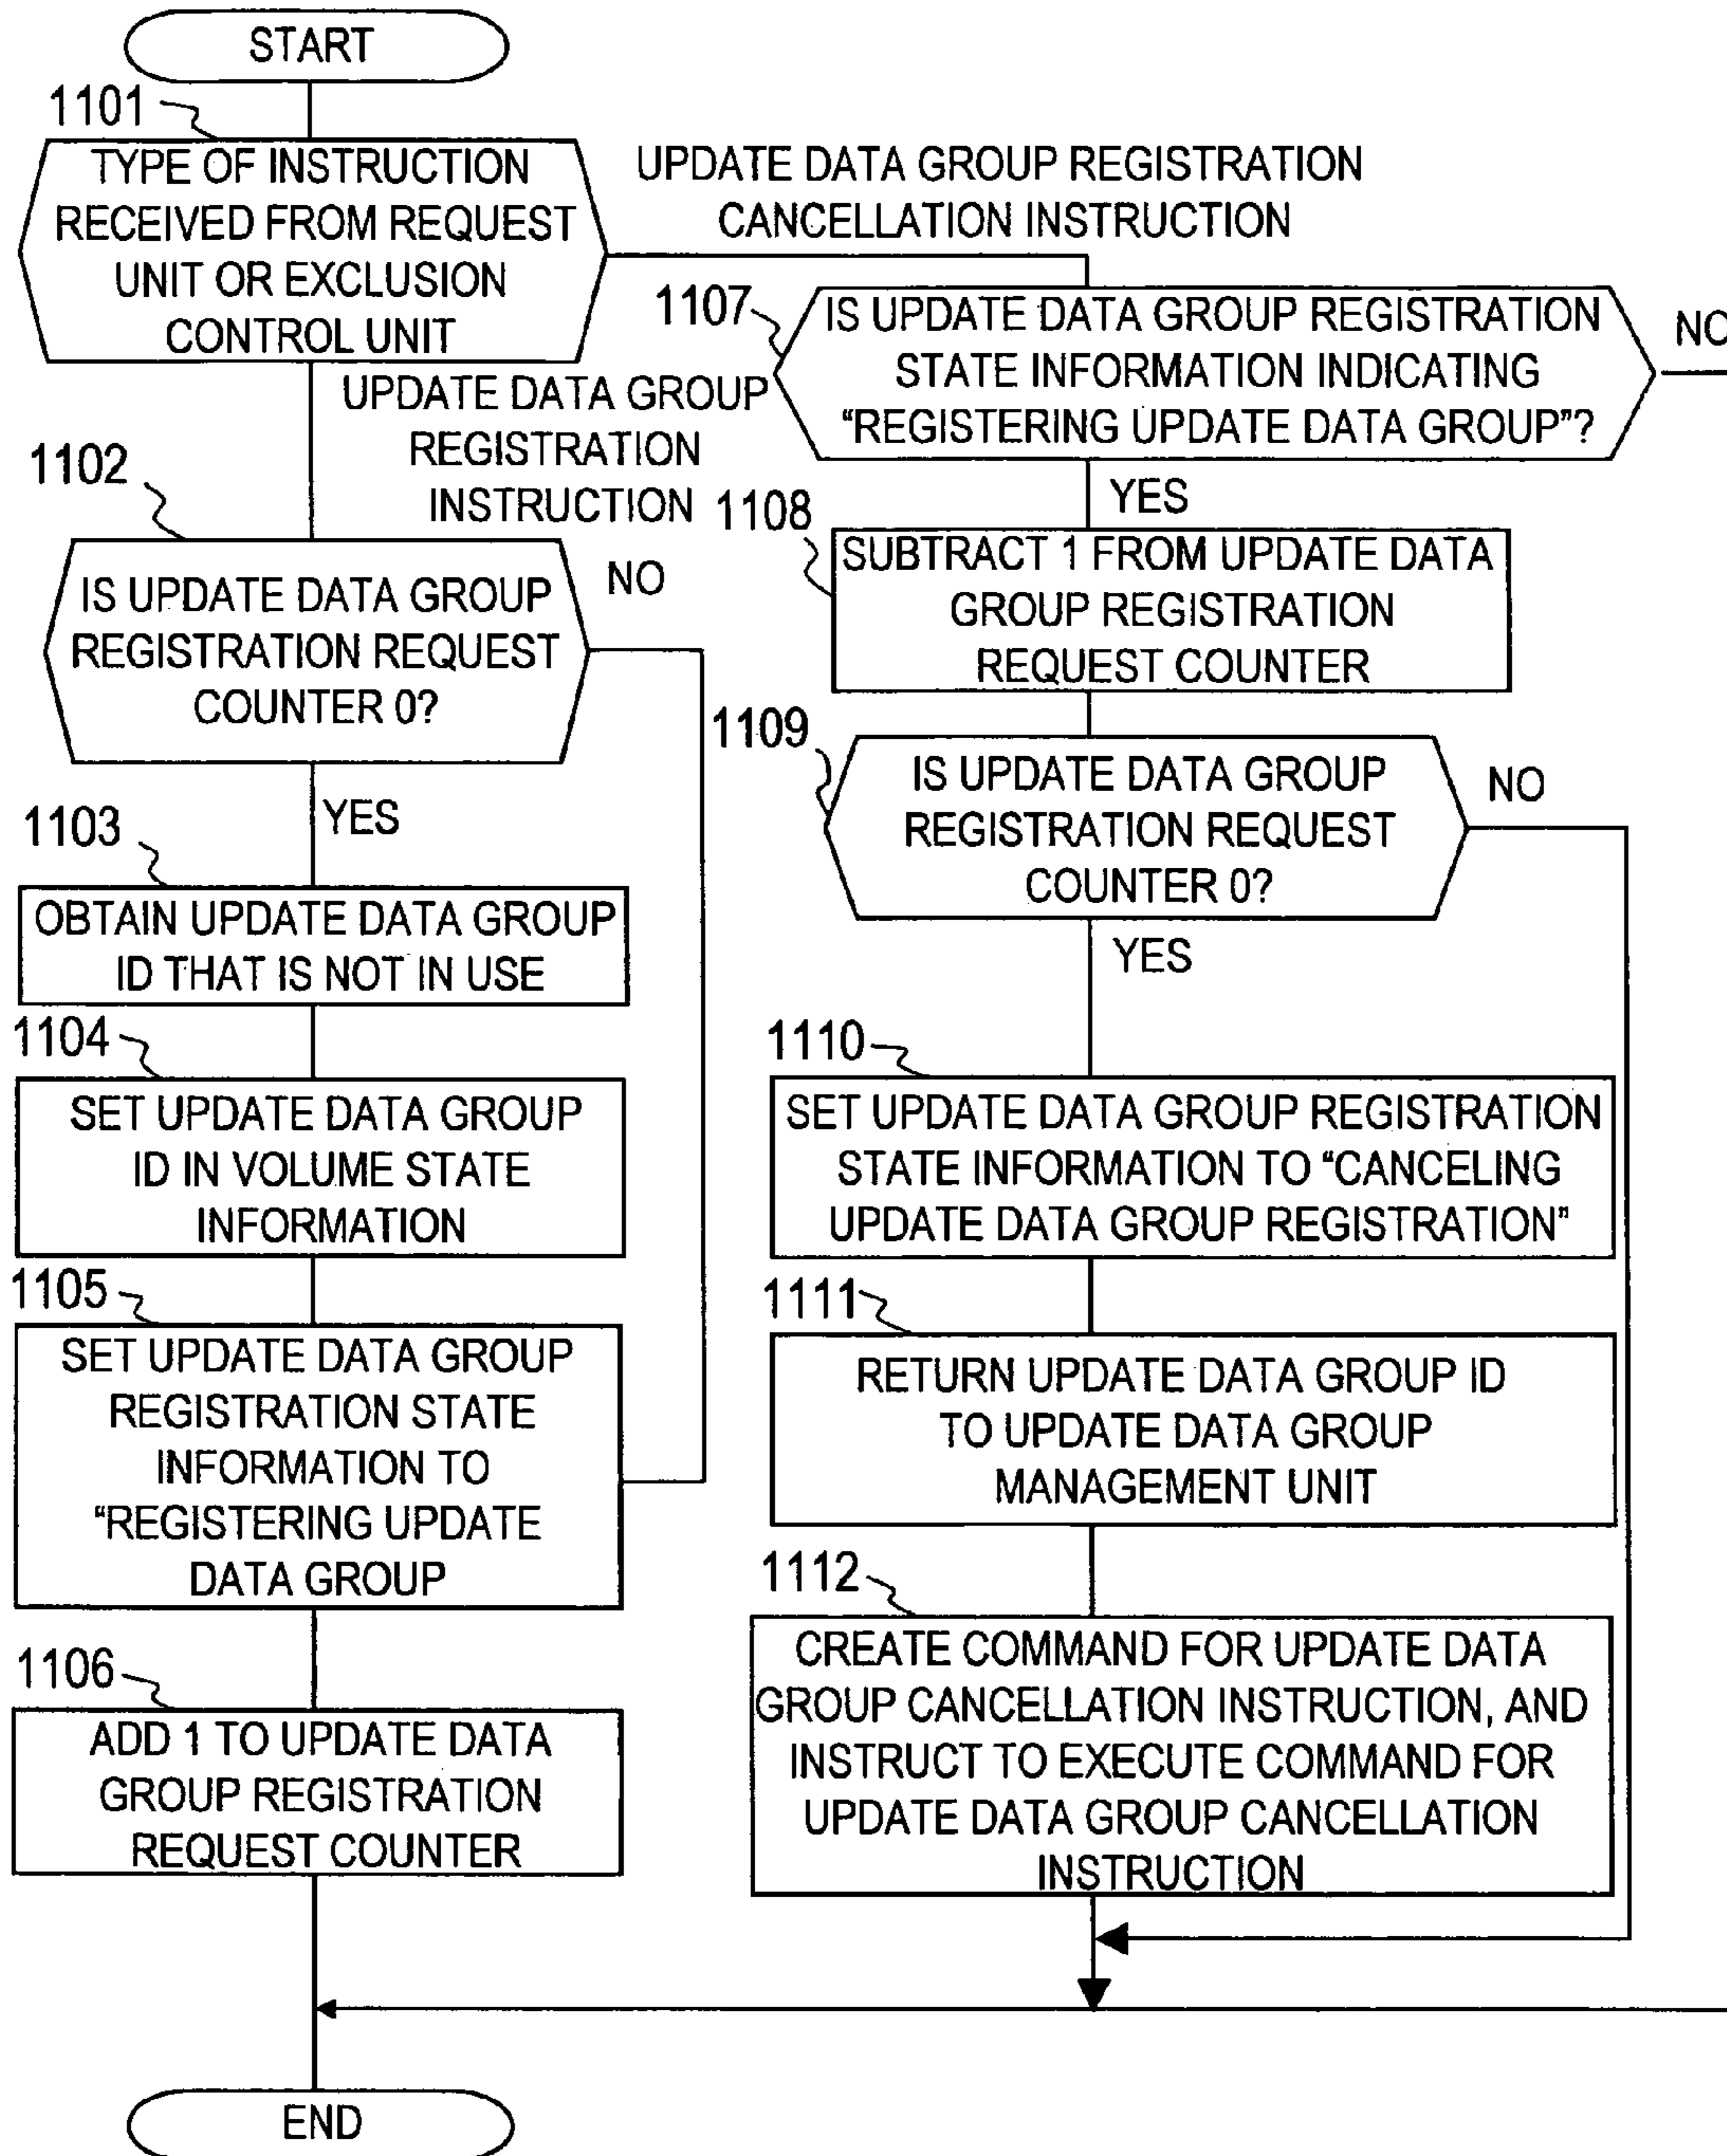 START
1101
TYPE OF INSTRUCTION
RECEIVED FROM REQUEST
UNIT OR EXCLUSION
CONTROL UNIT
UPDATE DATA GROUP REGISTRATION
CANCELLATION INSTRUCTION
UPDATE DATA GROUP
REGISTRATION
INSTRUCTION
1102
IS UPDATE DATA GROUP
REGISTRATION REQUEST
COUNTER 0?
NO
YES
1103
OBTAIN UPDATE DATA GROUP
ID THAT IS NOT IN USE
1104
SET UPDATE DATA GROUP
ID IN VOLUME STATE
INFORMATION
1105
SET UPDATE DATA GROUP
REGISTRATION STATE
INFORMATION TO
“REGISTERING UPDATE
DATA GROUP
1106
ADD 1 TO UPDATE DATA
GROUP REGISTRATION
REQUEST COUNTER
1107
IS UPDATE DATA GROUP REGISTRATION
STATE INFORMATION INDICATING
“REGISTERING UPDATE DATA GROUP”?
NO
YES
1108
SUBTRACT 1 FROM UPDATE DATA
GROUP REGISTRATION
REQUEST COUNTER
1109
IS UPDATE DATA GROUP
REGISTRATION REQUEST
COUNTER 0?
NO
YES
1110
SET UPDATE DATA GROUP REGISTRATION
STATE INFORMATION TO “CANCELING
UPDATE DATA GROUP REGISTRATION”
1111
RETURN UPDATE DATA GROUP ID
TO UPDATE DATA GROUP
MANAGEMENT UNIT
1112
CREATE COMMAND FOR UPDATE DATA
GROUP CANCELLATION INSTRUCTION, AND
INSTRUCT TO EXECUTE COMMAND FOR
UPDATE DATA GROUP CANCELLATION
INSTRUCTION
END